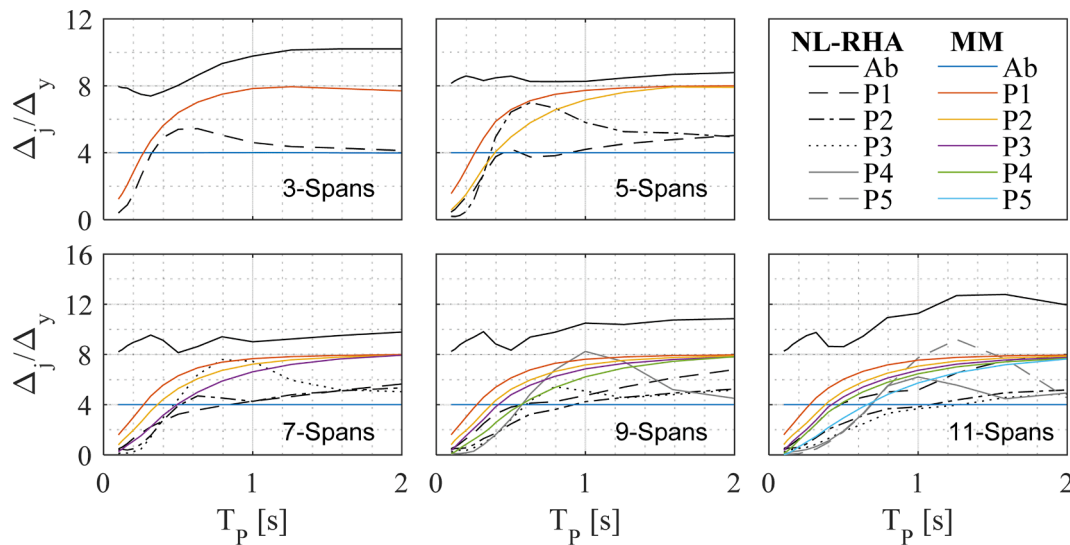 12
8
4
0
Δj/Δy
3-Spans
5-Spans
NL-RHA MM
Ab Ab
P1 P1
P2 P2
P3 P3
P4 P4
P5 P5
16
12
8
4
0
Δj/Δy
7-Spans
9-Spans
11-Spans
0 1 2 0 1 2 0 1 2
TP [s] TP [s] TP [s]